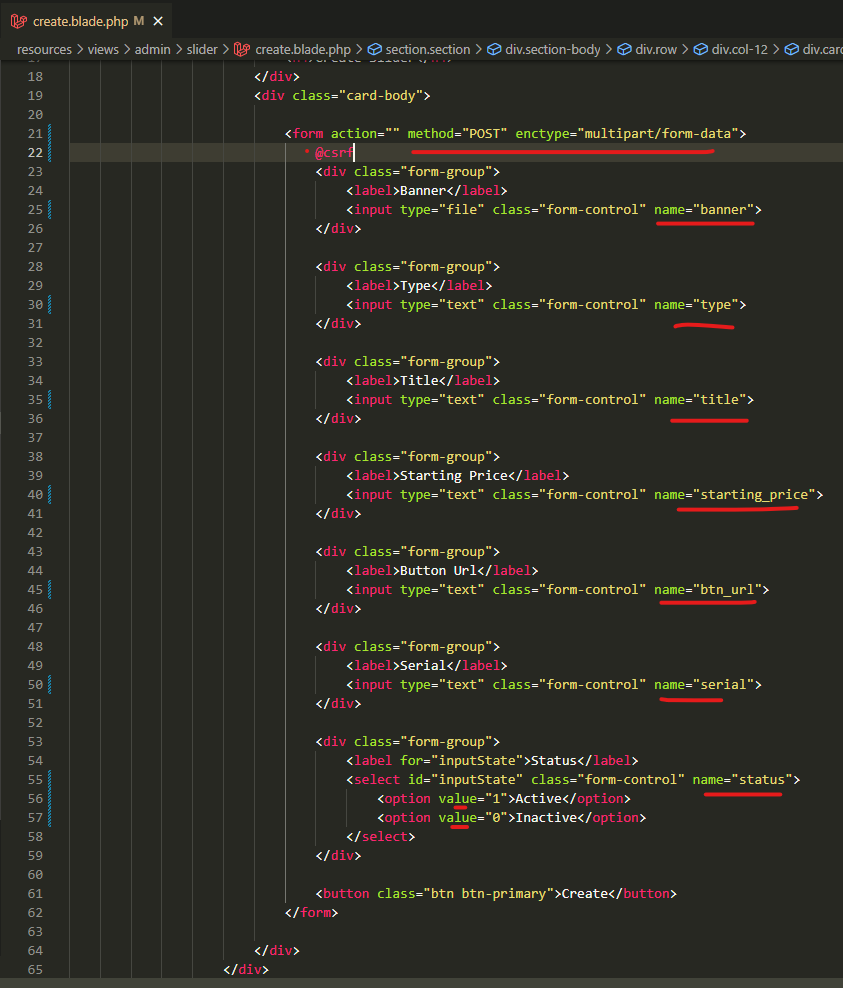 create.blade.php M ×
resources > views > admin > slider > create.blade.php > section.section > div.section-body > div.row > div.col-12 > div.card
18 </div>
19 <div class="card-body">
20
21 <form action="" method="POST" enctype="multipart/form-data">
22 @csrf
23 <div class="form-group">
24 <label>Banner</label>
25 <input type="file" class="form-control" name="banner">
26 </div>
27
28 <div class="form-group">
29 <label>Type</label>
30 <input type="text" class="form-control" name="type">
31 </div>
32
33 <div class="form-group">
34 <label>Title</label>
35 <input type="text" class="form-control" name="title">
36 </div>
37
38 <div class="form-group">
39 <label>Starting Price</label>
40 <input type="text" class="form-control" name="starting_price">
41 </div>
42
43 <div class="form-group">
44 <label>Button Url</label>
45 <input type="text" class="form-control" name="btn_url">
46 </div>
47
48 <div class="form-group">
49 <label>Serial</label>
50 <input type="text" class="form-control" name="serial">
51 </div>
52
53 <div class="form-group">
54 <label for="inputState">Status</label>
55 <select id="inputState" class="form-control" name="status">
56 <option value="1">Active</option>
57 <option value="0">Inactive</option>
58 </select>
59 </div>
60
61 <button class="btn btn-primary">Create</button>
62 </form>
63
64 </div>
65 </div>